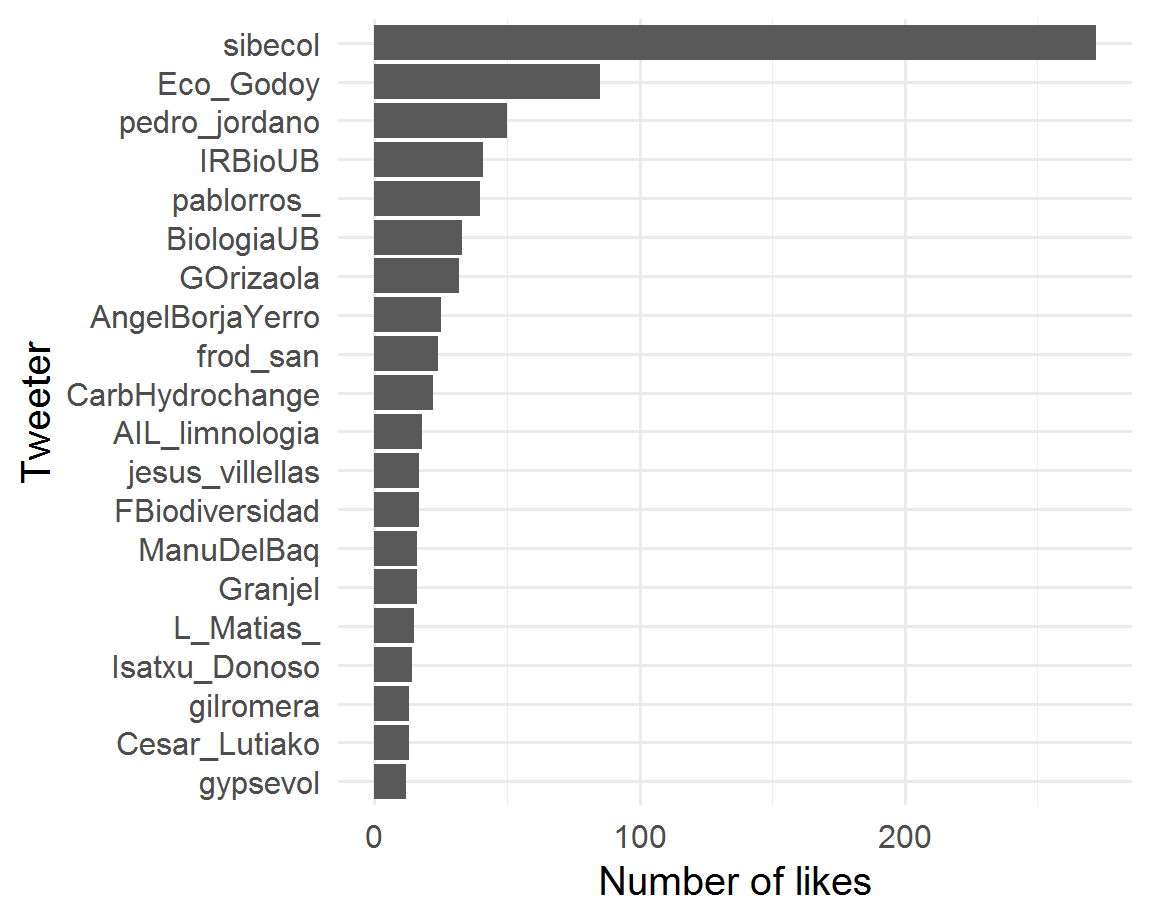 sibecol
Eco_Godoy
pedro_jordano
IRBioUB
pablorros_
BiologiaUB
GOrizaola
AngelBorjaYerro
frod_san
CarbHydrochange
AIL_limnologia
jesus_villellas
FBiodiversidad
ManuDelBaq
Granjel
L_Matias_
Isatxu_Donoso
gilromera
Cesar_Lutiako
gypsevol
Tweeter
0 100 200
Number of likes